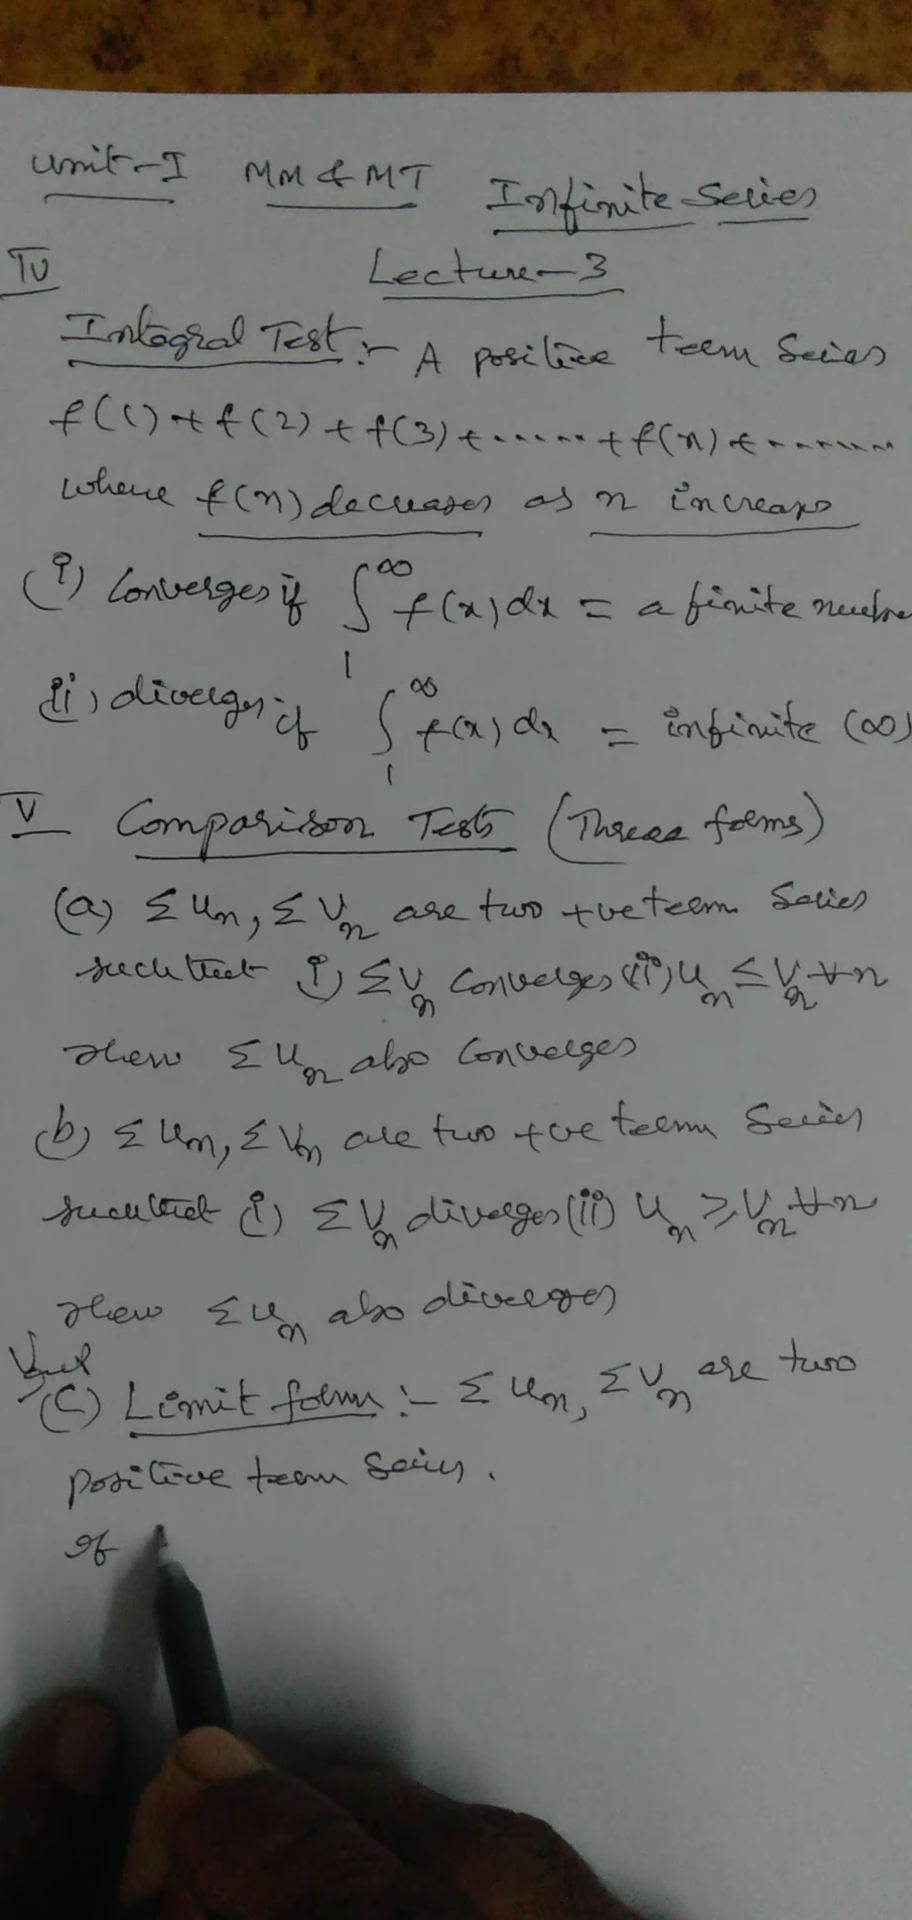 Unit-I MM & MT Infinite Series
IV Lecture-3
Integral Test:- A positive term Series
f(1) + f(2) + f(3) + ...... + f(n) + .......
where f(n) decreases as n increases
(i) Converges if ∫₁^∞ f(x) dx = a finite number
(ii) diverges if ∫₁^∞ f(x) dx = infinite (∞)
V Comparison Tests (Three forms)
(a) Σ Un, Σ Vn are two +ve term Series
such that (i) Σ Vn Converges (ii) Un ≤ Vn ∀ n
then Σ Un also Converges
(b) Σ Un, Σ Vn are two +ve term Series
such that (i) Σ Vn diverges (ii) Un ≥ Vn ∀ n
then Σ Un also diverges
(C) Limit form:- Σ Un, Σ Vn are two
positive term Series.
If